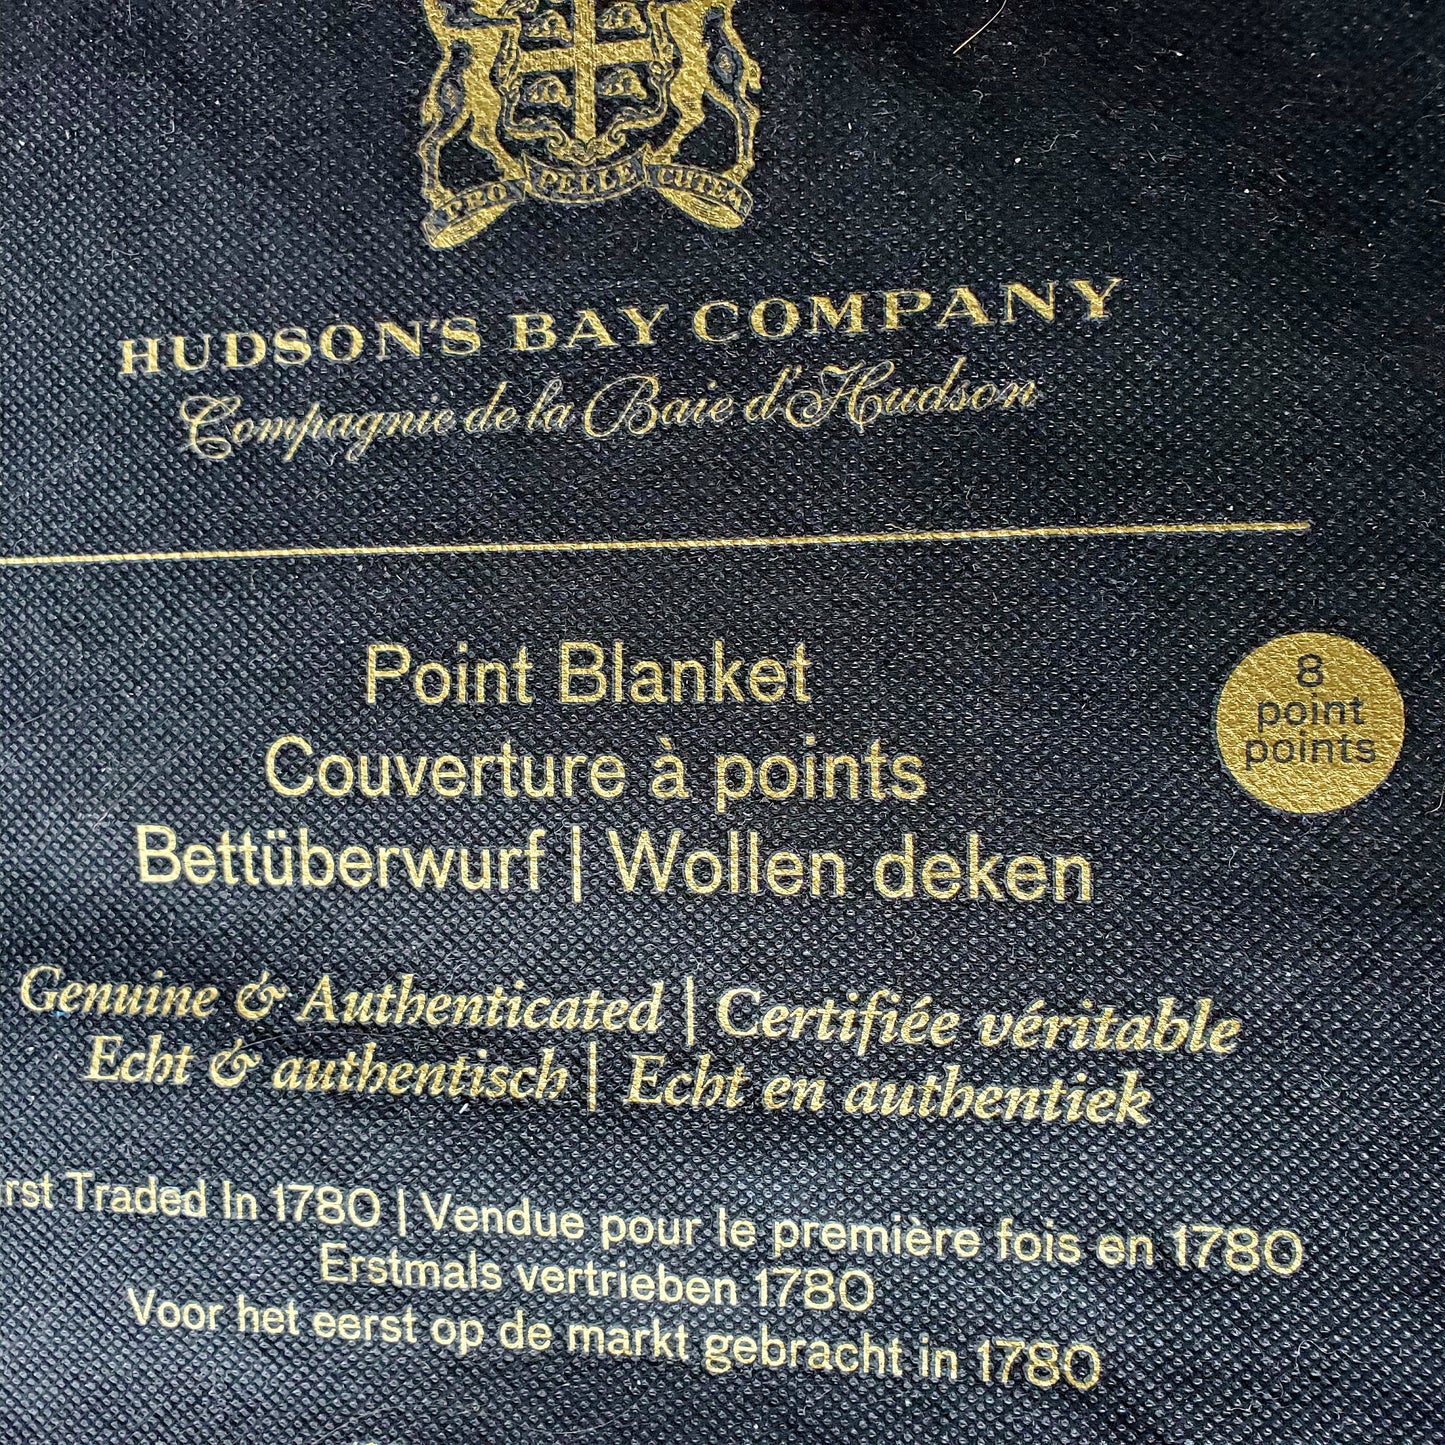 PRO PELLE CUTEM
HUDSON'S BAY COMPANY
Compagnie de la Baie d'Hudson
Point Blanket
Couverture à points
Bettüberwurf | Wollen deken
8
point
points
Genuine & Authenticated | Certifiée véritable
Echt & authentisch | Echt en authentiek
rst Traded In 1780 | Vendue pour la première fois en 1780
Erstmals vertrieben 1780
Voor het eerst op de markt gebracht in 1780